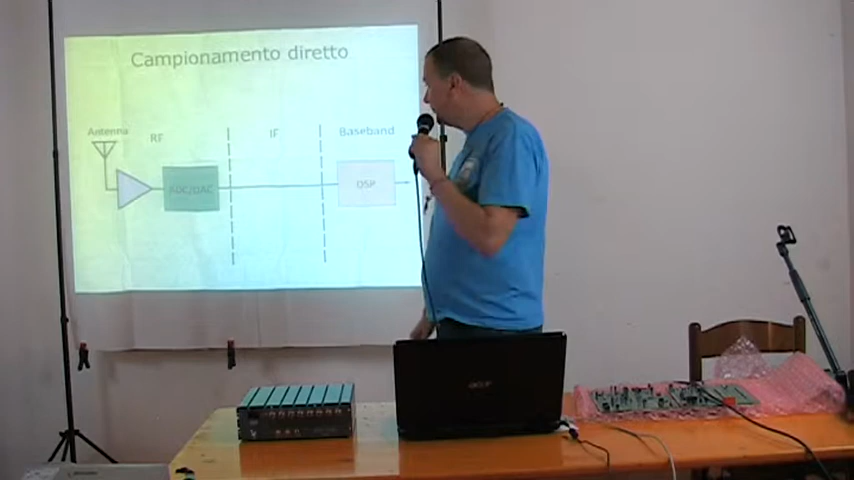 Campionamento diretto
Antenna
RF
IF
Baseband
ADC/DAC
DSP
acer